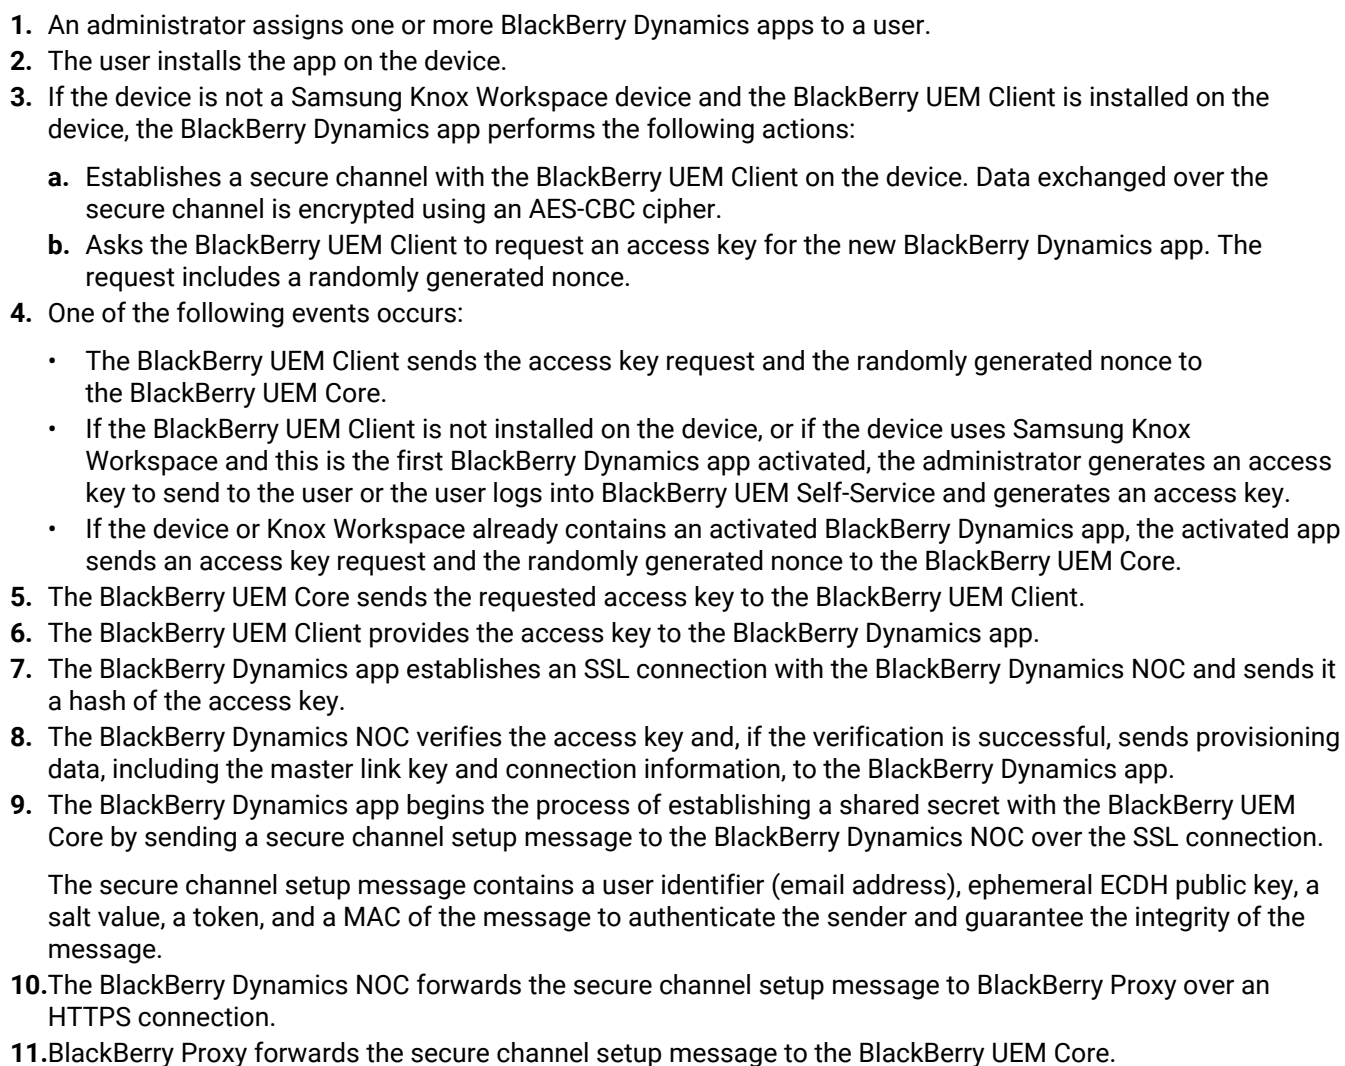 1. An administrator assigns one or more BlackBerry Dynamics apps to a user.
2. The user installs the app on the device.
3. If the device is not a Samsung Knox Workspace device and the BlackBerry UEM Client is installed on the
device, the BlackBerry Dynamics app performs the following actions:
a. Establishes a secure channel with the BlackBerry UEM Client on the device. Data exchanged over the
secure channel is encrypted using an AES-CBC cipher.
b. Asks the BlackBerry UEM Client to request an access key for the new BlackBerry Dynamics app. The
request includes a randomly generated nonce.
4. One of the following events occurs:
• The BlackBerry UEM Client sends the access key request and the randomly generated nonce to
the BlackBerry UEM Core.
• If the BlackBerry UEM Client is not installed on the device, or if the device uses Samsung Knox
Workspace and this is the first BlackBerry Dynamics app activated, the administrator generates an access
key to send to the user or the user logs into BlackBerry UEM Self-Service and generates an access key.
• If the device or Knox Workspace already contains an activated BlackBerry Dynamics app, the activated app
sends an access key request and the randomly generated nonce to the BlackBerry UEM Core.
5. The BlackBerry UEM Core sends the requested access key to the BlackBerry UEM Client.
6. The BlackBerry UEM Client provides the access key to the BlackBerry Dynamics app.
7. The BlackBerry Dynamics app establishes an SSL connection with the BlackBerry Dynamics NOC and sends it
a hash of the access key.
8. The BlackBerry Dynamics NOC verifies the access key and, if the verification is successful, sends provisioning
data, including the master link key and connection information, to the BlackBerry Dynamics app.
9. The BlackBerry Dynamics app begins the process of establishing a shared secret with the BlackBerry UEM
Core by sending a secure channel setup message to the BlackBerry Dynamics NOC over the SSL connection.
The secure channel setup message contains a user identifier (email address), ephemeral ECDH public key, a
salt value, a token, and a MAC of the message to authenticate the sender and guarantee the integrity of the
message.
10.The BlackBerry Dynamics NOC forwards the secure channel setup message to BlackBerry Proxy over an
HTTPS connection.
11.BlackBerry Proxy forwards the secure channel setup message to the BlackBerry UEM Core.